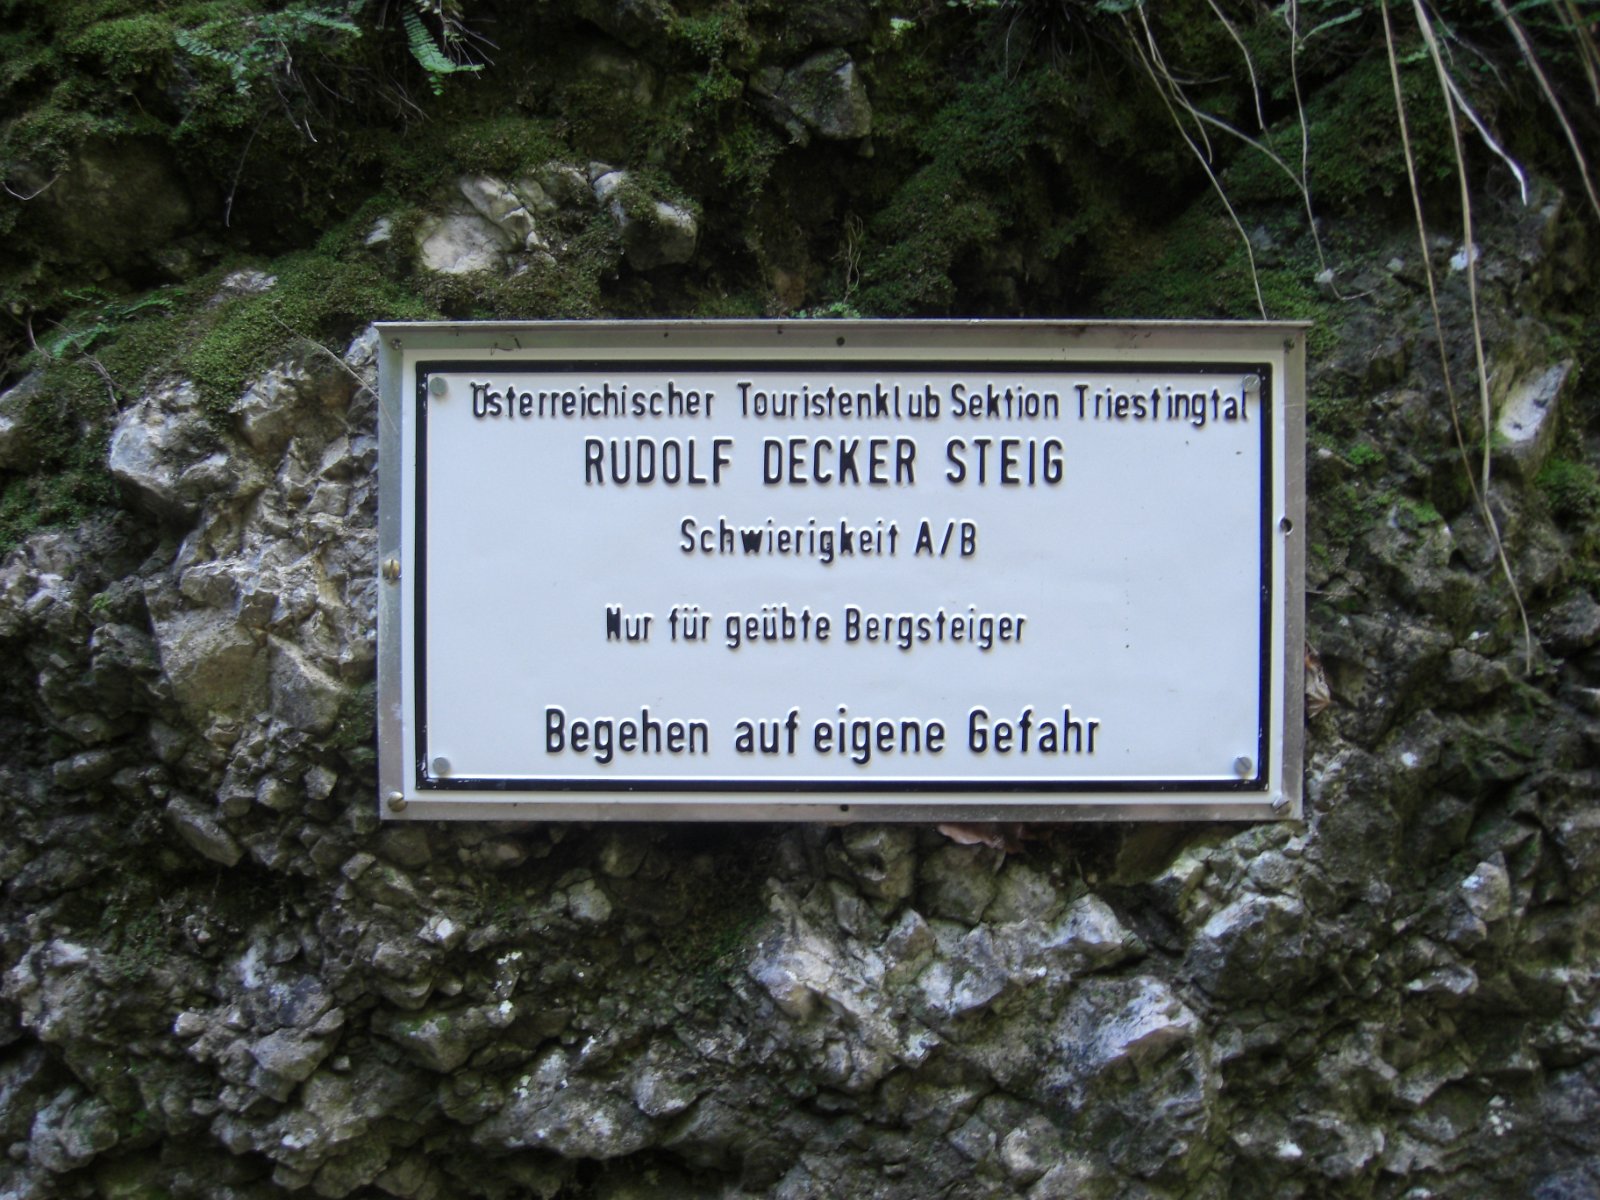 Österreichischer Touristenklub Sektion Triestingtal
RUDOLF DECKER STEIG
Schwierigkeit A/B
Nur für geübte Bergsteiger
Begehen auf eigene Gefahr